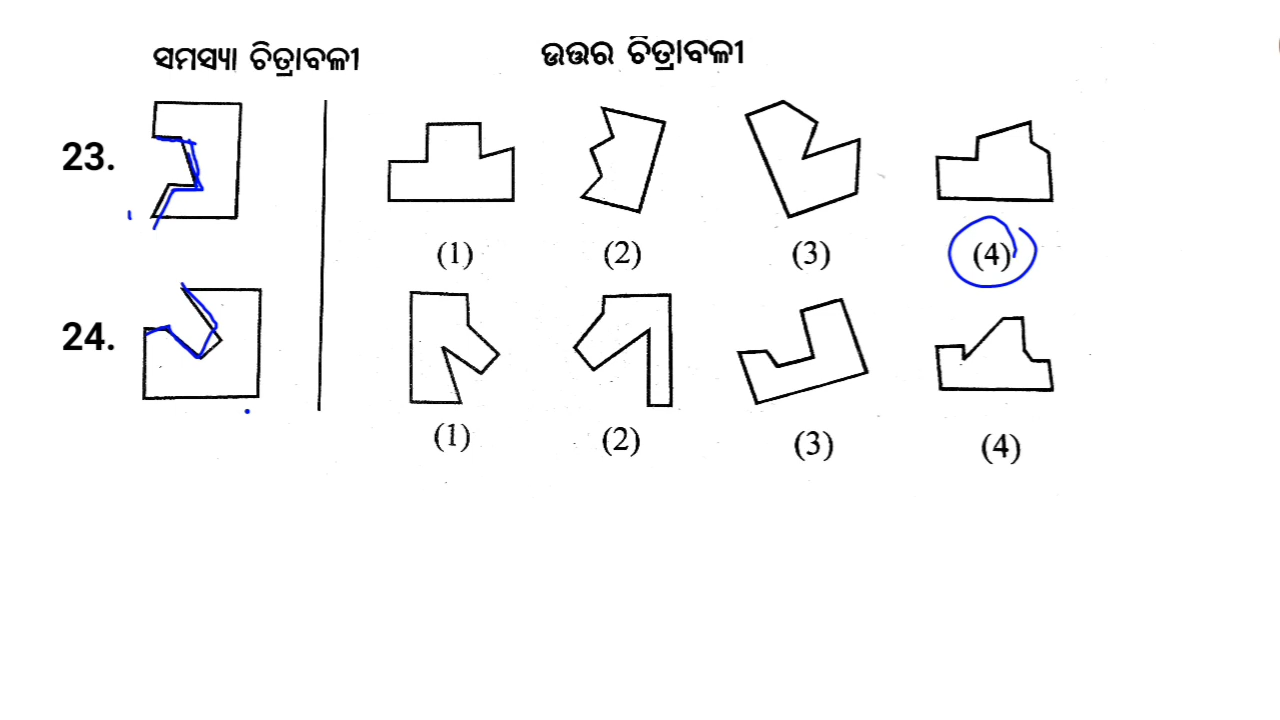 ସମସ୍ୟା ଚିତ୍ରାବଳୀ ଉତ୍ତର ଚିତ୍ରାବଳୀ
23.
(1) (2) (3) (4)
24.
(1) (2) (3) (4)